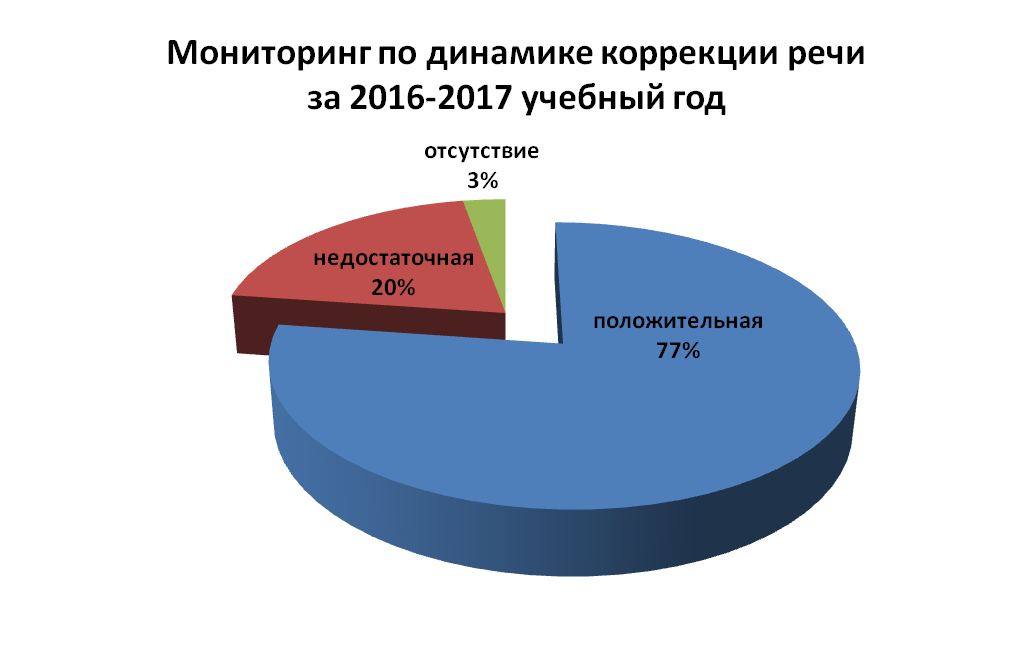 Мониторинг по динамике коррекции речи
за 2016-2017 учебный год
отсутствие
3%
недостаточная
20%
положительная
77%